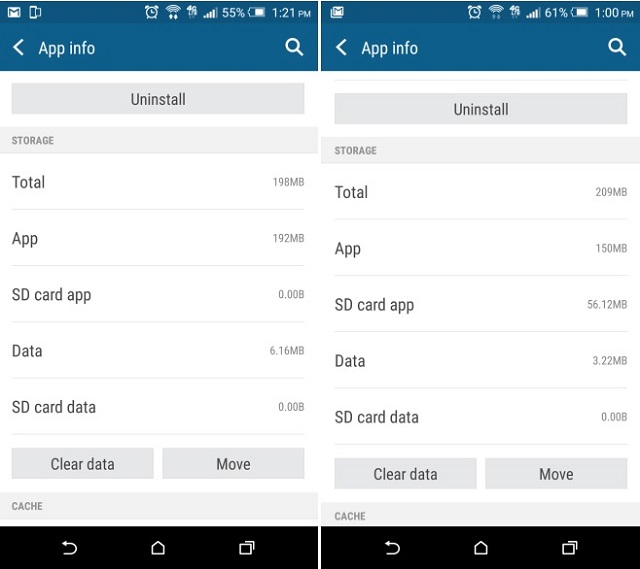 55% 1:21 PM
App info
Uninstall
STORAGE
Total 198MB
App 192MB
SD card app 0.00B
Data 6.16MB
SD card data 0.00B
Clear data Move
CACHE
61% 1:00 PM
App info
Uninstall
STORAGE
Total 209MB
App 150MB
SD card app 56.12MB
Data 3.22MB
SD card data 0.00B
Clear data Move
CACHE